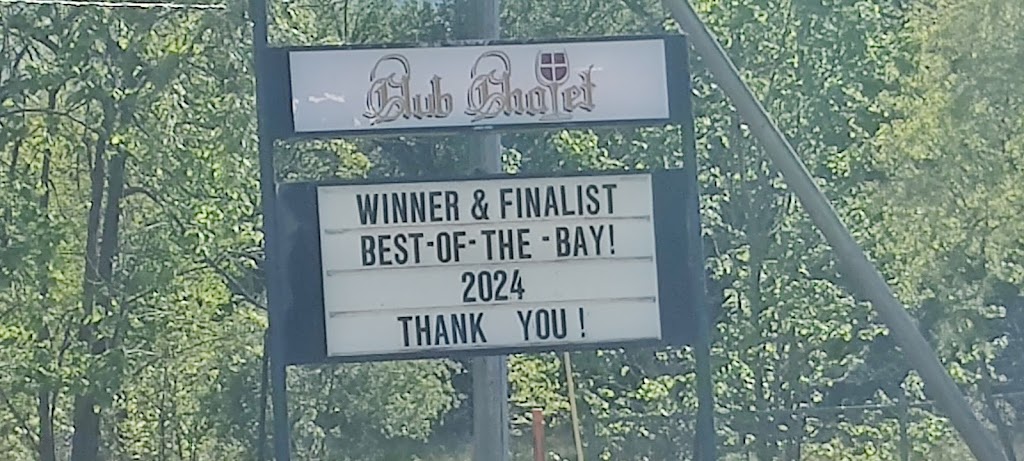 Club Chalet
WINNER & FINALIST
BEST-OF-THE-BAY!
2024
THANK YOU!